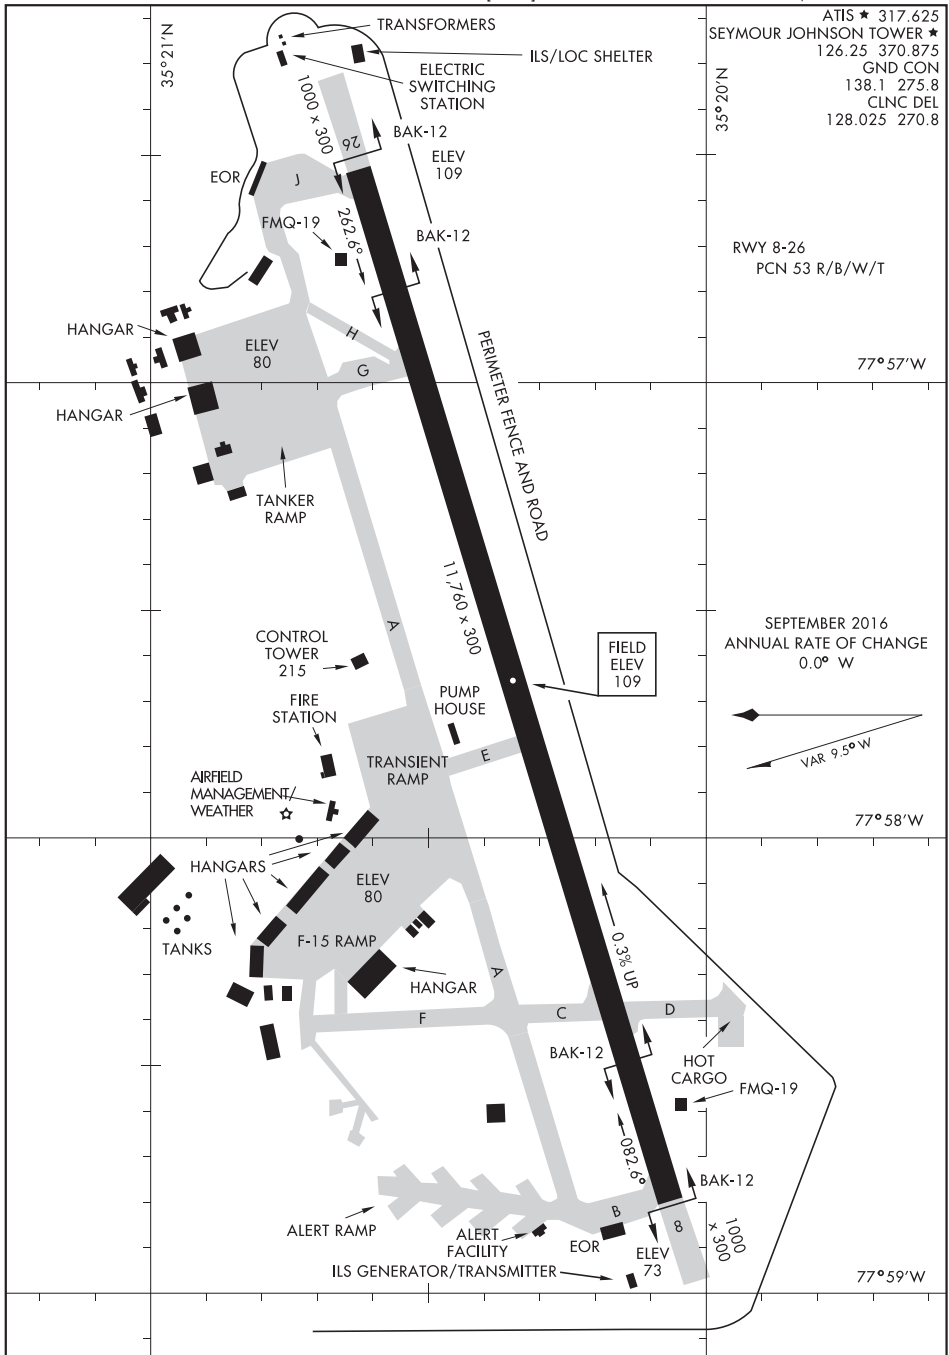 ATIS ★ 317.625
SEYMOUR JOHNSON TOWER ★
126.25 370.875
GND CON
138.1 275.8
CLNC DEL
128.025 270.8
35°21'N
35°20'N
TRANSFORMERS
ILS/LOC SHELTER
ELECTRIC
SWITCHING
STATION
1000 x 300
26
BAK-12
ELEV
109
EOR
J
FMQ-19
262.6°
BAK-12
RWY 8-26
PCN 53 R/B/W/T
HANGAR
ELEV
80
H
G
77°57'W
PERIMETER FENCE AND ROAD
HANGAR
TANKER
RAMP
11,760 x 300
A
CONTROL
TOWER
215
FIELD
ELEV
109
SEPTEMBER 2016
ANNUAL RATE OF CHANGE
0.0° W
VAR 9.5° W
FIRE
STATION
PUMP
HOUSE
TRANSIENT
RAMP
E
AIRFIELD
MANAGEMENT/
WEATHER
77°58'W
HANGARS
ELEV
80
TANKS
F-15 RAMP
HANGAR
A
0.3% UP
F
C
D
BAK-12
HOT
CARGO
FMQ-19
082.6°
BAK-12
ALERT RAMP
ALERT
FACILITY
EOR
B
8
1000
x 300
ELEV
73
ILS GENERATOR/TRANSMITTER
77°59'W